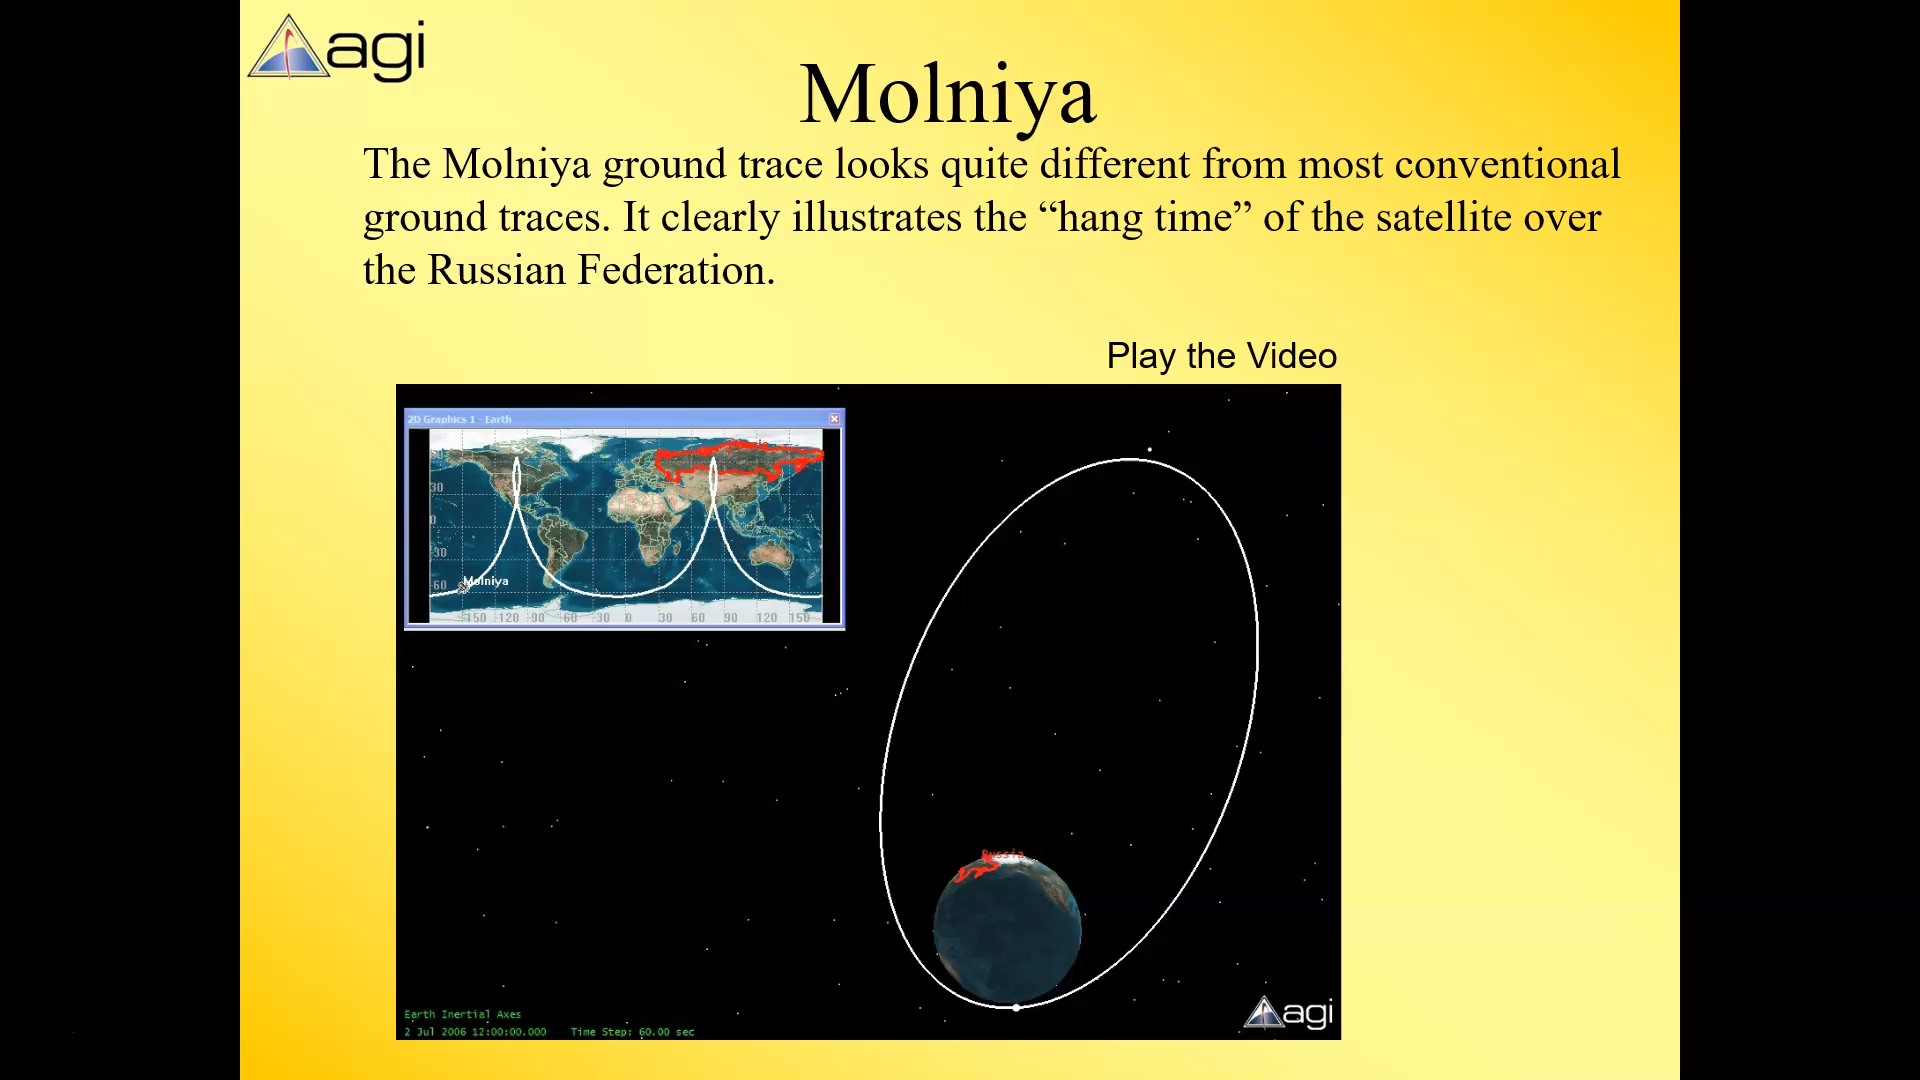 agi
Molniya
The Molniya ground trace looks quite different from most conventional
ground traces. It clearly illustrates the “hang time” of the satellite over
the Russian Federation.
Play the Video
2D Graphics 1 - Earth
30
0
-30
-60
Molniya
-150 -120 -90 -60 -30 0 30 60 90 120 150
Russia
Earth Inertial Axes
2 Jul 2006 12:00:00.000 Time Step: 60.00 sec
agi